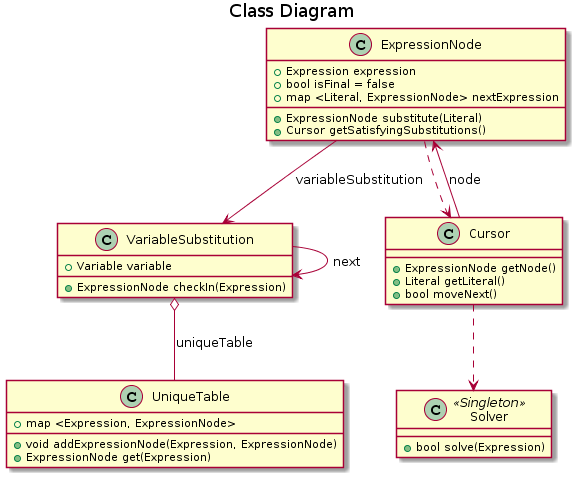 Class Diagram
C ExpressionNode
Expression expression
bool isFinal = false
map <Literal, ExpressionNode> nextExpression
ExpressionNode substitute(Literal)
Cursor getSatisfyingSubstitutions()
variableSubstitution
node
C VariableSubstitution
Variable variable
ExpressionNode checkIn(Expression)
next
C Cursor
ExpressionNode getNode()
Literal getLiteral()
bool moveNext()
uniqueTable
C UniqueTable
map <Expression, ExpressionNode>
void addExpressionNode(Expression, ExpressionNode)
ExpressionNode get(Expression)
C «Singleton»
Solver
bool solve(Expression)